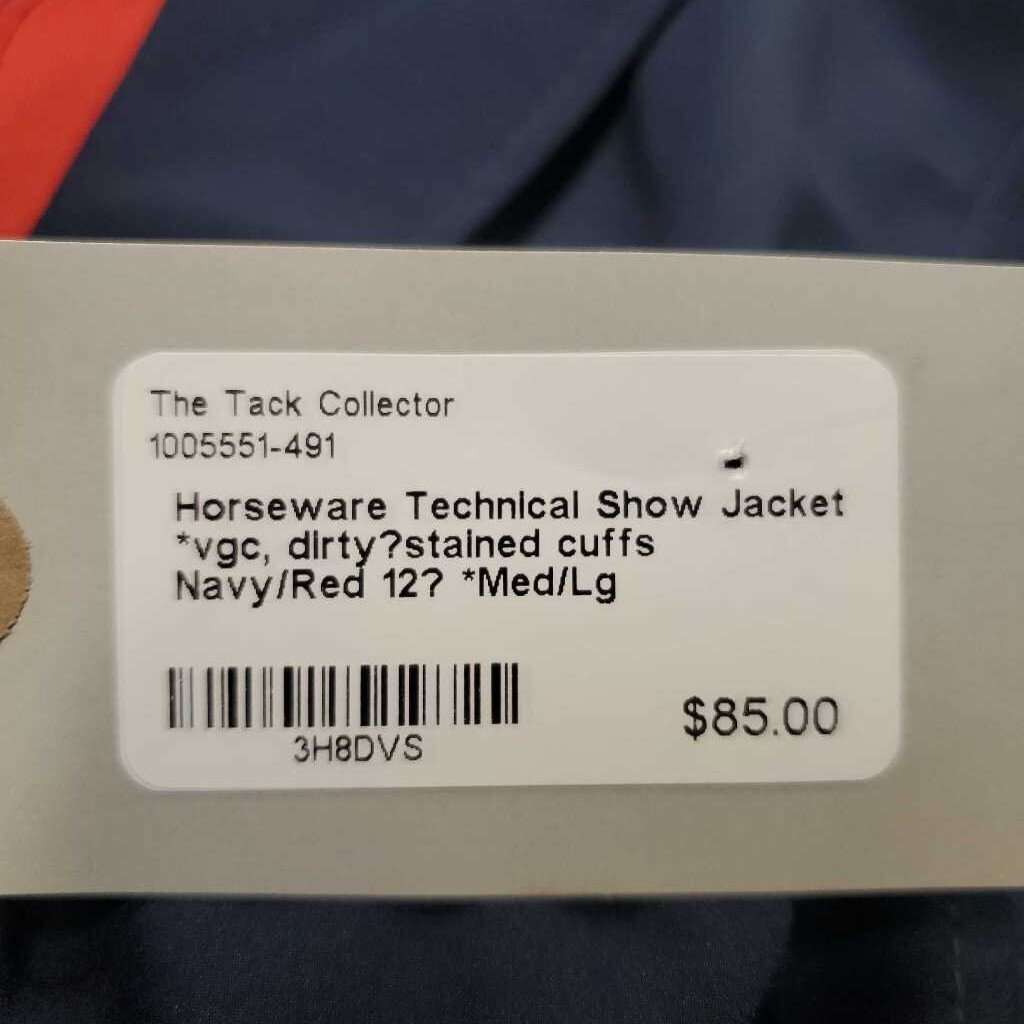 The Tack Collector
1005551-491
Horseware Technical Show Jacket
*vgc, dirty?stained cuffs
Navy/Red 12? *Med/Lg
3H8DVS
$85.00